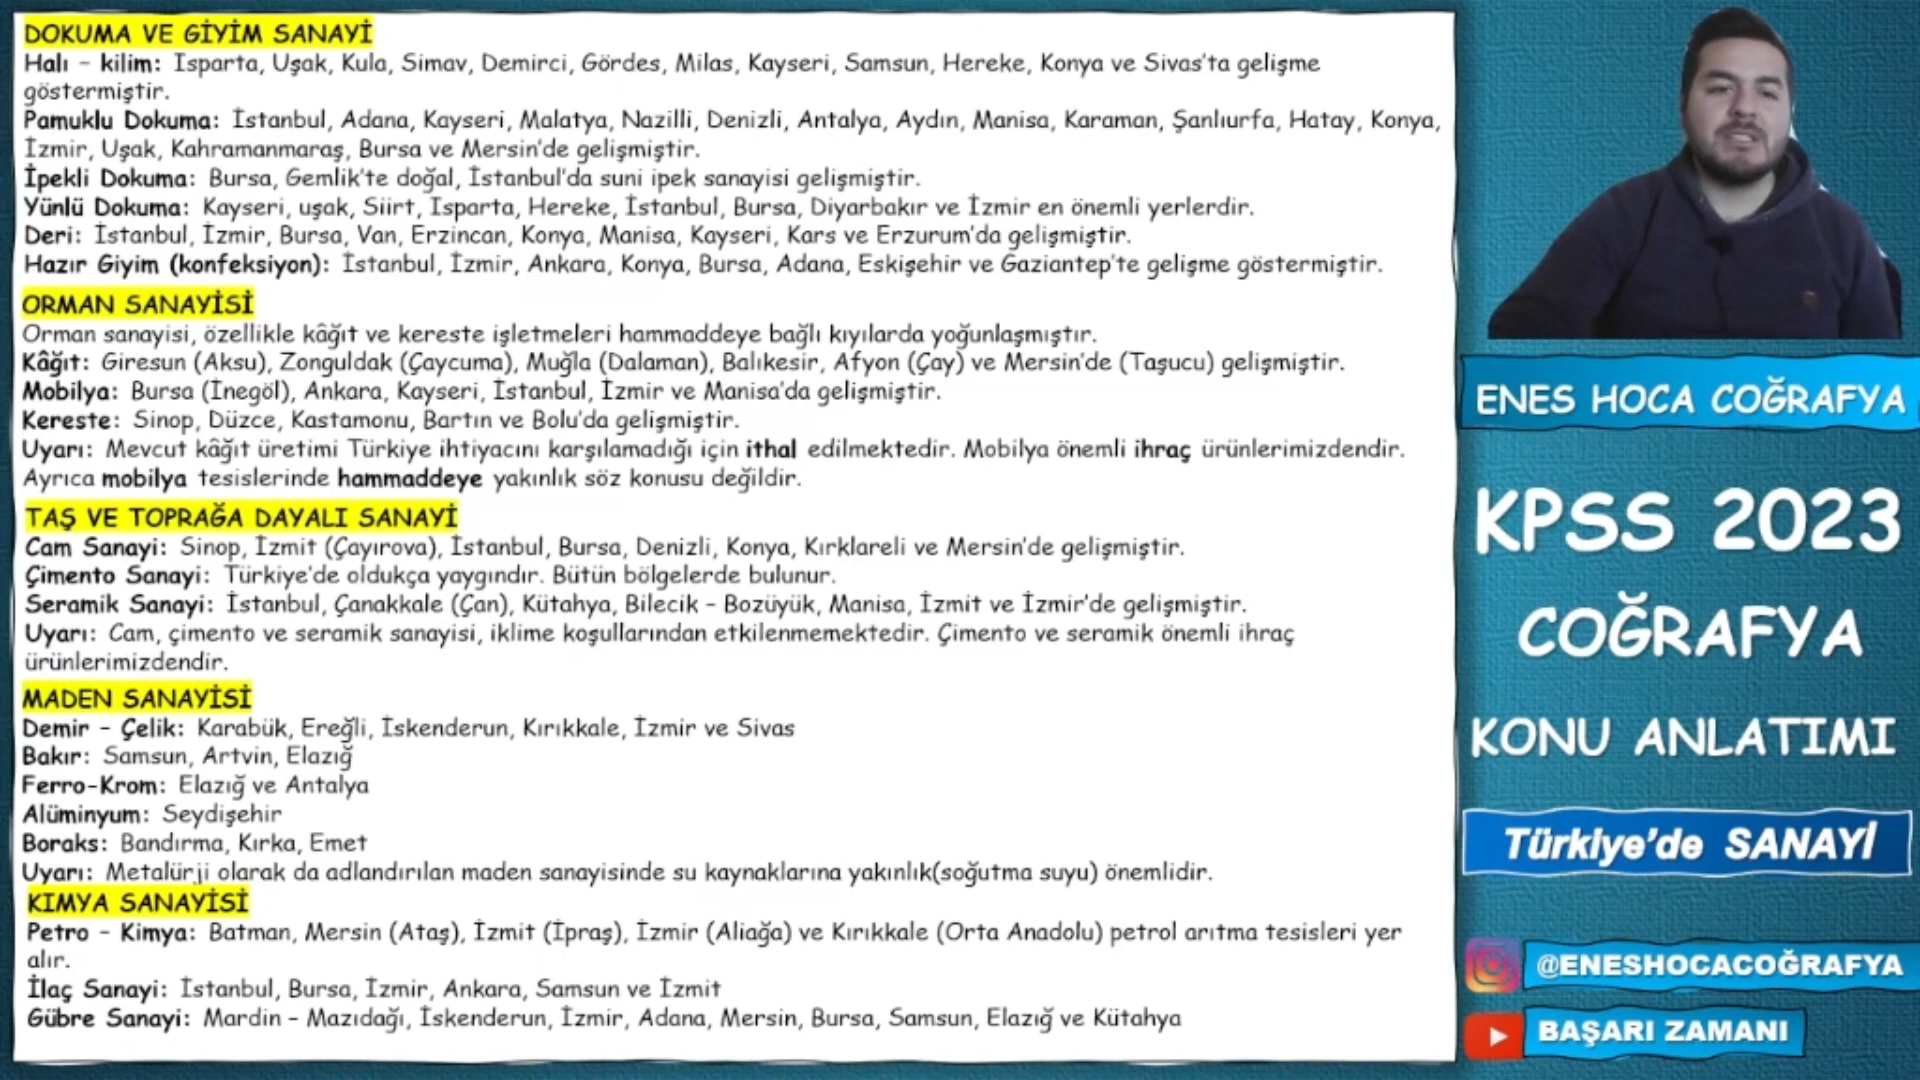 DOKUMA VE GİYİM SANAYİ
Halı - kilim: Isparta, Uşak, Kula, Simav, Demirci, Gördes, Milas, Kayseri, Samsun, Hereke, Konya ve Sivas'ta gelişme
göstermiştir.
Pamuklu Dokuma: İstanbul, Adana, Kayseri, Malatya, Nazilli, Denizli, Antalya, Aydın, Manisa, Karaman, Şanlıurfa, Hatay, Konya,
İzmir, Uşak, Kahramanmaraş, Bursa ve Mersin'de gelişmiştir.
İpekli Dokuma: Bursa, Gemlik'te doğal, İstanbul'da suni ipek sanayisi gelişmiştir.
Yünlü Dokuma: Kayseri, uşak, Siirt, Isparta, Hereke, İstanbul, Bursa, Diyarbakır ve İzmir en önemli yerlerdir.
Deri: İstanbul, İzmir, Bursa, Van, Erzincan, Konya, Manisa, Kayseri, Kars ve Erzurum'da gelişmiştir.
Hazır Giyim (konfeksiyon): İstanbul, İzmir, Ankara, Konya, Bursa, Adana, Eskişehir ve Gaziantep'te gelişme göstermiştir.
ORMAN SANAYİSİ
Orman sanayisi, özellikle kâğıt ve kereste işletmeleri hammaddeye bağlı kıyılarda yoğunlaşmıştır.
Kâğıt: Giresun (Aksu), Zonguldak (Çaycuma), Muğla (Dalaman), Balıkesir, Afyon (Çay) ve Mersin'de (Taşucu) gelişmiştir.
Mobilya: Bursa (İnegöl), Ankara, Kayseri, İstanbul, İzmir ve Manisa'da gelişmiştir.
Kereste: Sinop, Düzce, Kastamonu, Bartın ve Bolu'da gelişmiştir.
Uyarı: Mevcut kâğıt üretimi Türkiye ihtiyacını karşılamadığı için ithal edilmektedir. Mobilya önemli ihraç ürünlerimizdendir.
Ayrıca mobilya tesislerinde hammaddeye yakınlık söz konusu değildir.
TAŞ VE TOPRAĞA DAYALI SANAYİ
Cam Sanayi: Sinop, İzmit (Çayırova), İstanbul, Bursa, Denizli, Konya, Kırklareli ve Mersin'de gelişmiştir.
Çimento Sanayi: Türkiye'de oldukça yaygındır. Bütün bölgelerde bulunur.
Seramik Sanayi: İstanbul, Çanakkale (Çan), Kütahya, Bilecik - Bozüyük, Manisa, İzmit ve İzmir'de gelişmiştir.
Uyarı: Cam, çimento ve seramik sanayisi, iklime koşullarından etkilenmemektedir. Çimento ve seramik önemli ihraç
ürünlerimizdendir.
MADEN SANAYİSİ
Demir - Çelik: Karabük, Ereğli, İskenderun, Kırıkkale, İzmir ve Sivas
Bakır: Samsun, Artvin, Elazığ
Ferro-Krom: Elazığ ve Antalya
Alüminyum: Seydişehir
Boraks: Bandırma, Kırka, Emet
Uyarı: Metalürji olarak da adlandırılan maden sanayisinde su kaynaklarına yakınlık(soğutma suyu) önemlidir.
KIMYA SANAYİSİ
Petro - Kimya: Batman, Mersin (Ataş), İzmit (İpraş), İzmir (Aliağa) ve Kırıkkale (Orta Anadolu) petrol arıtma tesisleri yer
alır.
İlaç Sanayi: İstanbul, Bursa, İzmir, Ankara, Samsun ve İzmit
Gübre Sanayi: Mardin - Mazıdağı, İskenderun, İzmir, Adana, Mersin, Bursa, Samsun, Elazığ ve Kütahya
ENES HOCA COĞRAFYA
KPSS 2023
COĞRAFYA
KONU ANLATIMI
Türkiye'de SANAYİ
@ENESHOCACOĞRAFYA
BAŞARI ZAMANI